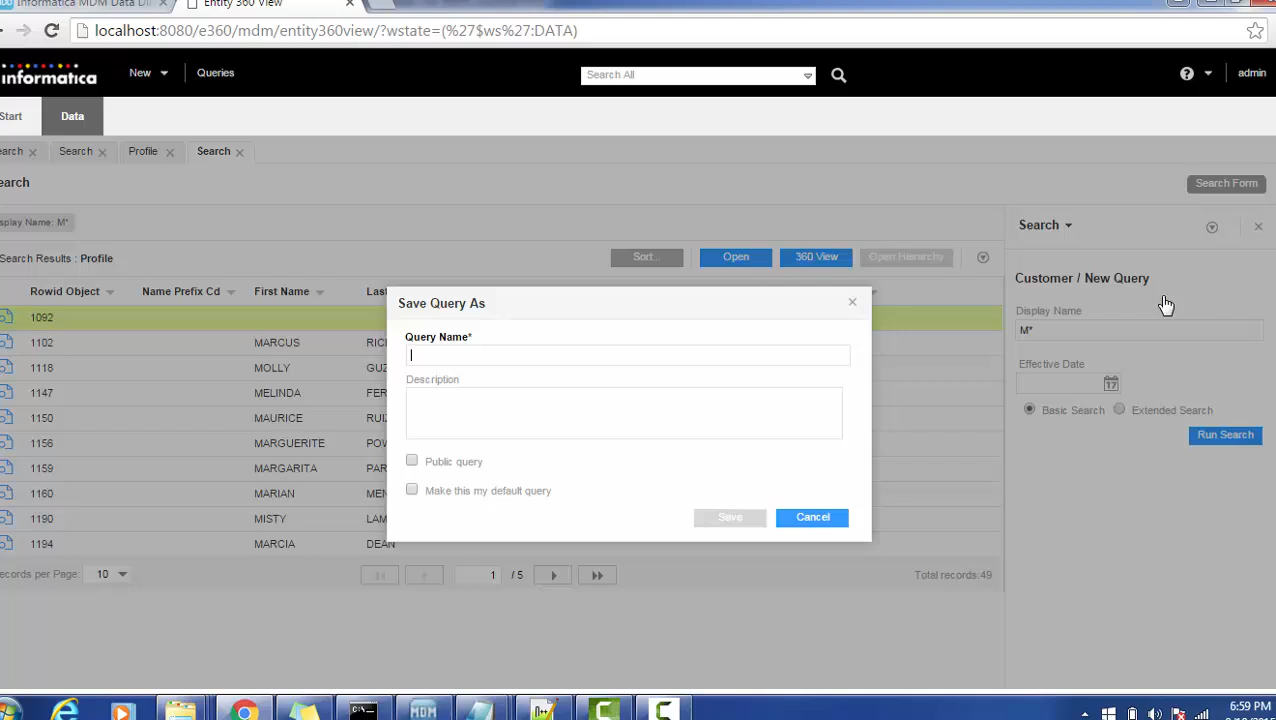 Informatica MDM Data Di
Entity 360 View
localhost:8080/e360/mdm/entity360view/?wstate=(%27$ws%27:DATA)
informatica
New
Queries
Search All
admin
Start
Data
earch
Search
Profile
Search
earch
Search Form
splay Name: M*
Search
Search Results : Profile
Sort...
Open
360 View
Open Hierarchy
Customer / New Query
Rowid Object
Name Prefix Cd
First Name
Las
Display Name
M*
Effective Date
17
Basic Search
Extended Search
Run Search
1092
1102 MARCUS RIC
1118 MOLLY GUZ
1147 MELINDA FER
1150 MAURICE RUIZ
1156 MARGUERITE POW
1159 MARGARITA PAR
1160 MARIAN MEN
1190 MISTY LAM
1194 MARCIA DEAN
Save Query As
Query Name*
Description
Public query
Make this my default query
Save
Cancel
ecords per Page: 10
1 / 5
Total records:49
MDM
6:59 PM